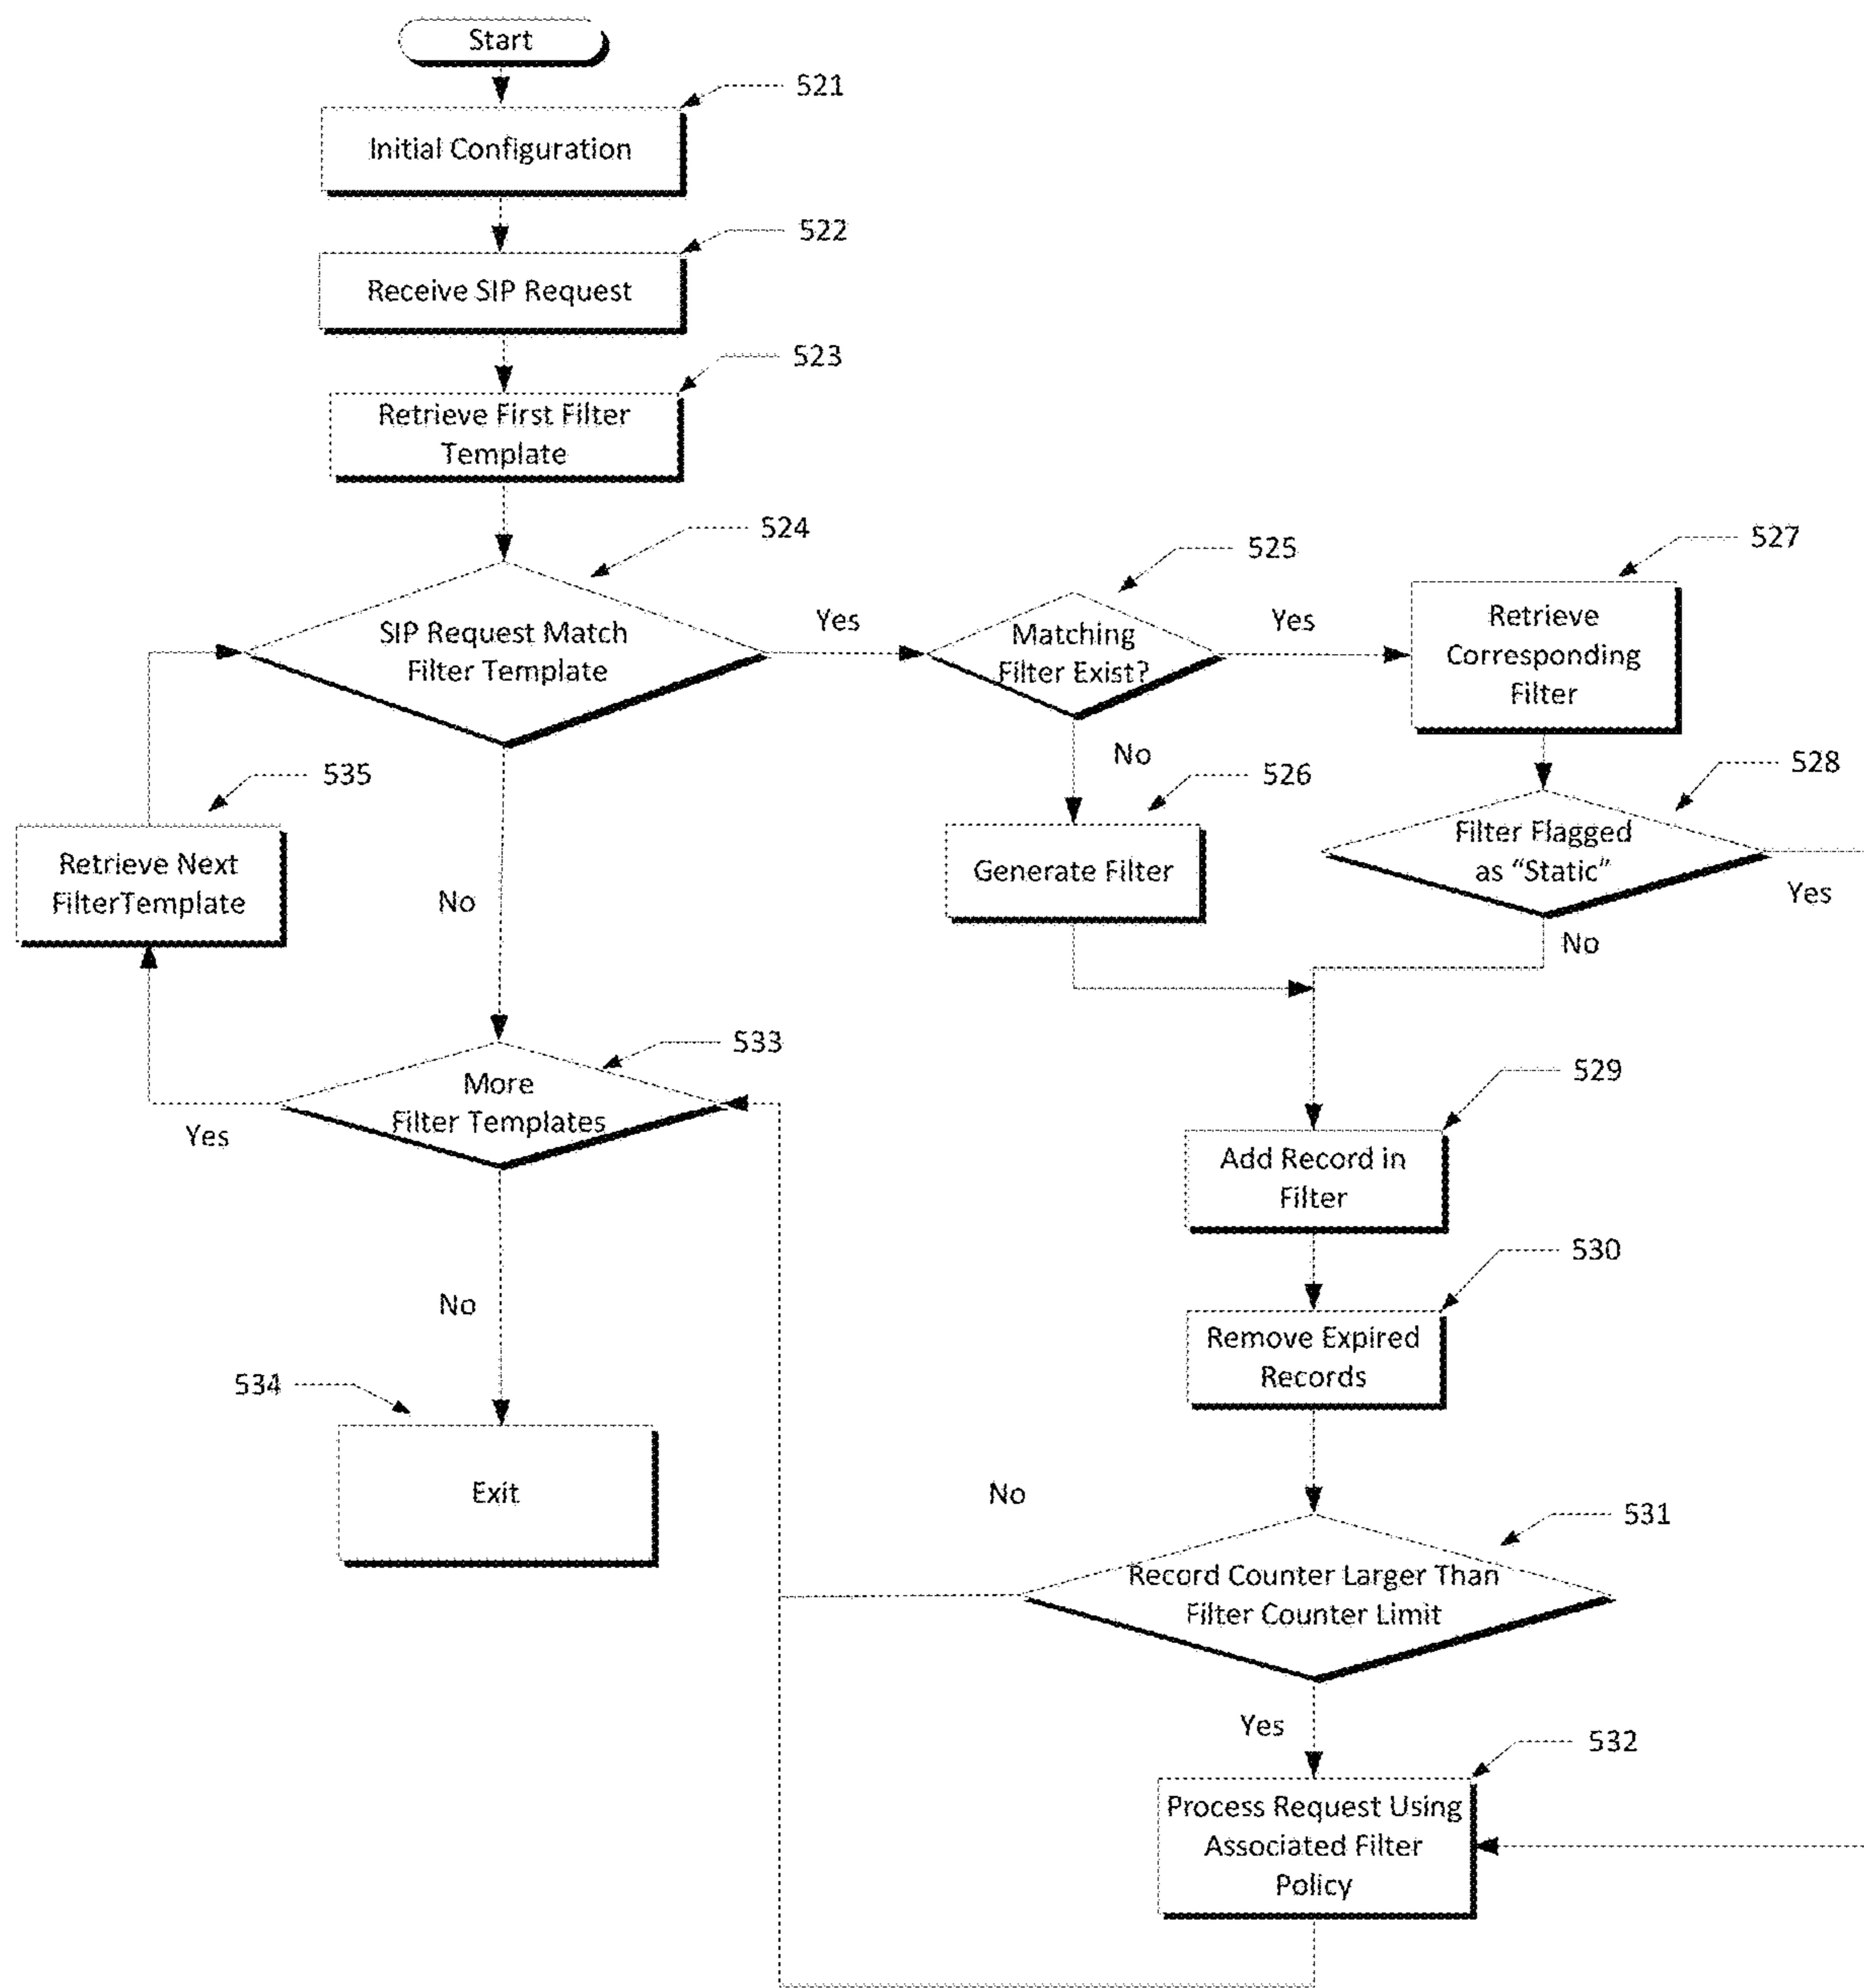 Start
521
Initial Configuration
522
Receive SIP Request
523
Retrieve First Filter
Template
524
SIP Request Match
Filter Template
Yes
525
Matching
Filter Exist?
Yes
527
Retrieve
Corresponding
Filter
No
526
Generate Filter
528
Filter Flagged
as “Static”
Yes
No
535
Retrieve Next
FilterTemplate
No
533
More
Filter Templates
Yes
No
534
Exit
529
Add Record in
Filter
530
Remove Expired
Records
No
531
Record Counter Larger Than
Filter Counter Limit
Yes
532
Process Request Using
Associated Filter
Policy